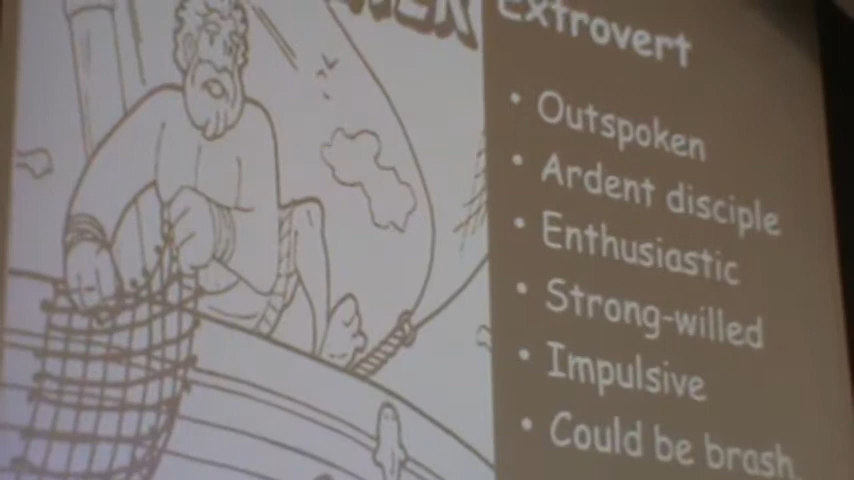 Extrovert
• Outspoken
• Ardent disciple
• Enthusiastic
• Strong-willed
• Impulsive
• Could be brash